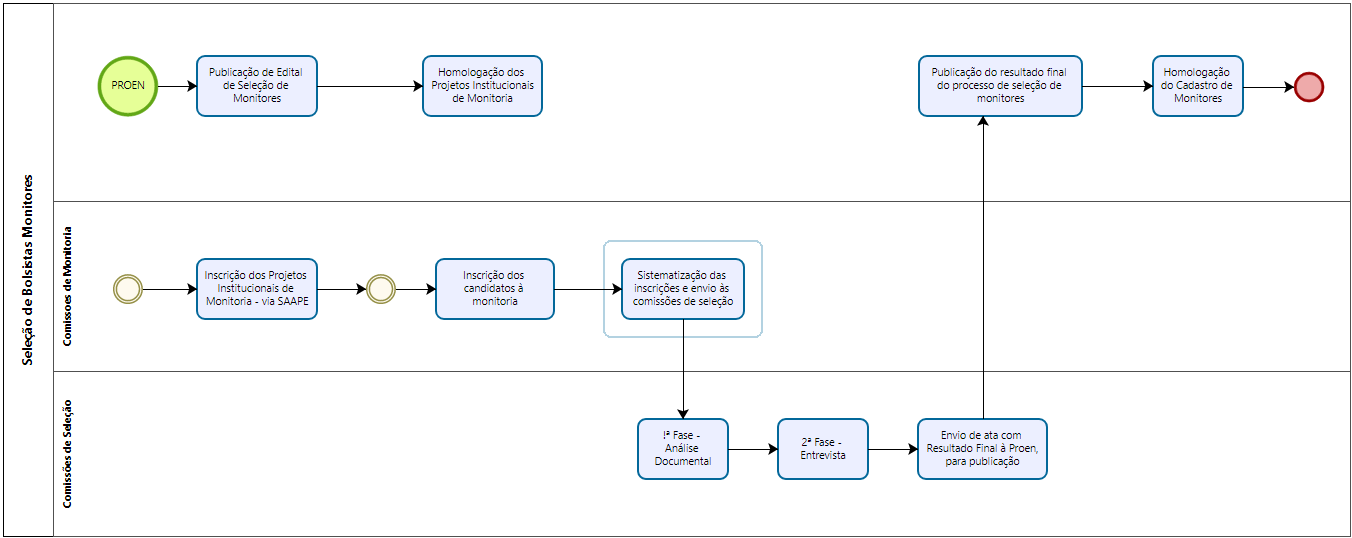 Seleção de Bolsistas Monitores
PROEN
Publicação de Edital
de Seleção de
Monitores
Homologação dos
Projetos Institucionais
de Monitoria
Publicação do resultado final
do processo de seleção de
monitores
Homologação
do Cadastro de
Monitores
Comissoes de Monitoria
Inscrição dos Projetos
Institucionais de
Monitoria - via SAAPE
Inscrição dos
candidatos à
monitoria
Sistematização das
inscrições e envio às
comissões de seleção
Comissões de Seleção
!ª Fase -
Análise
Documental
2ª Fase -
Entrevista
Envio de ata com
Resultado Final à Proen,
para publicação